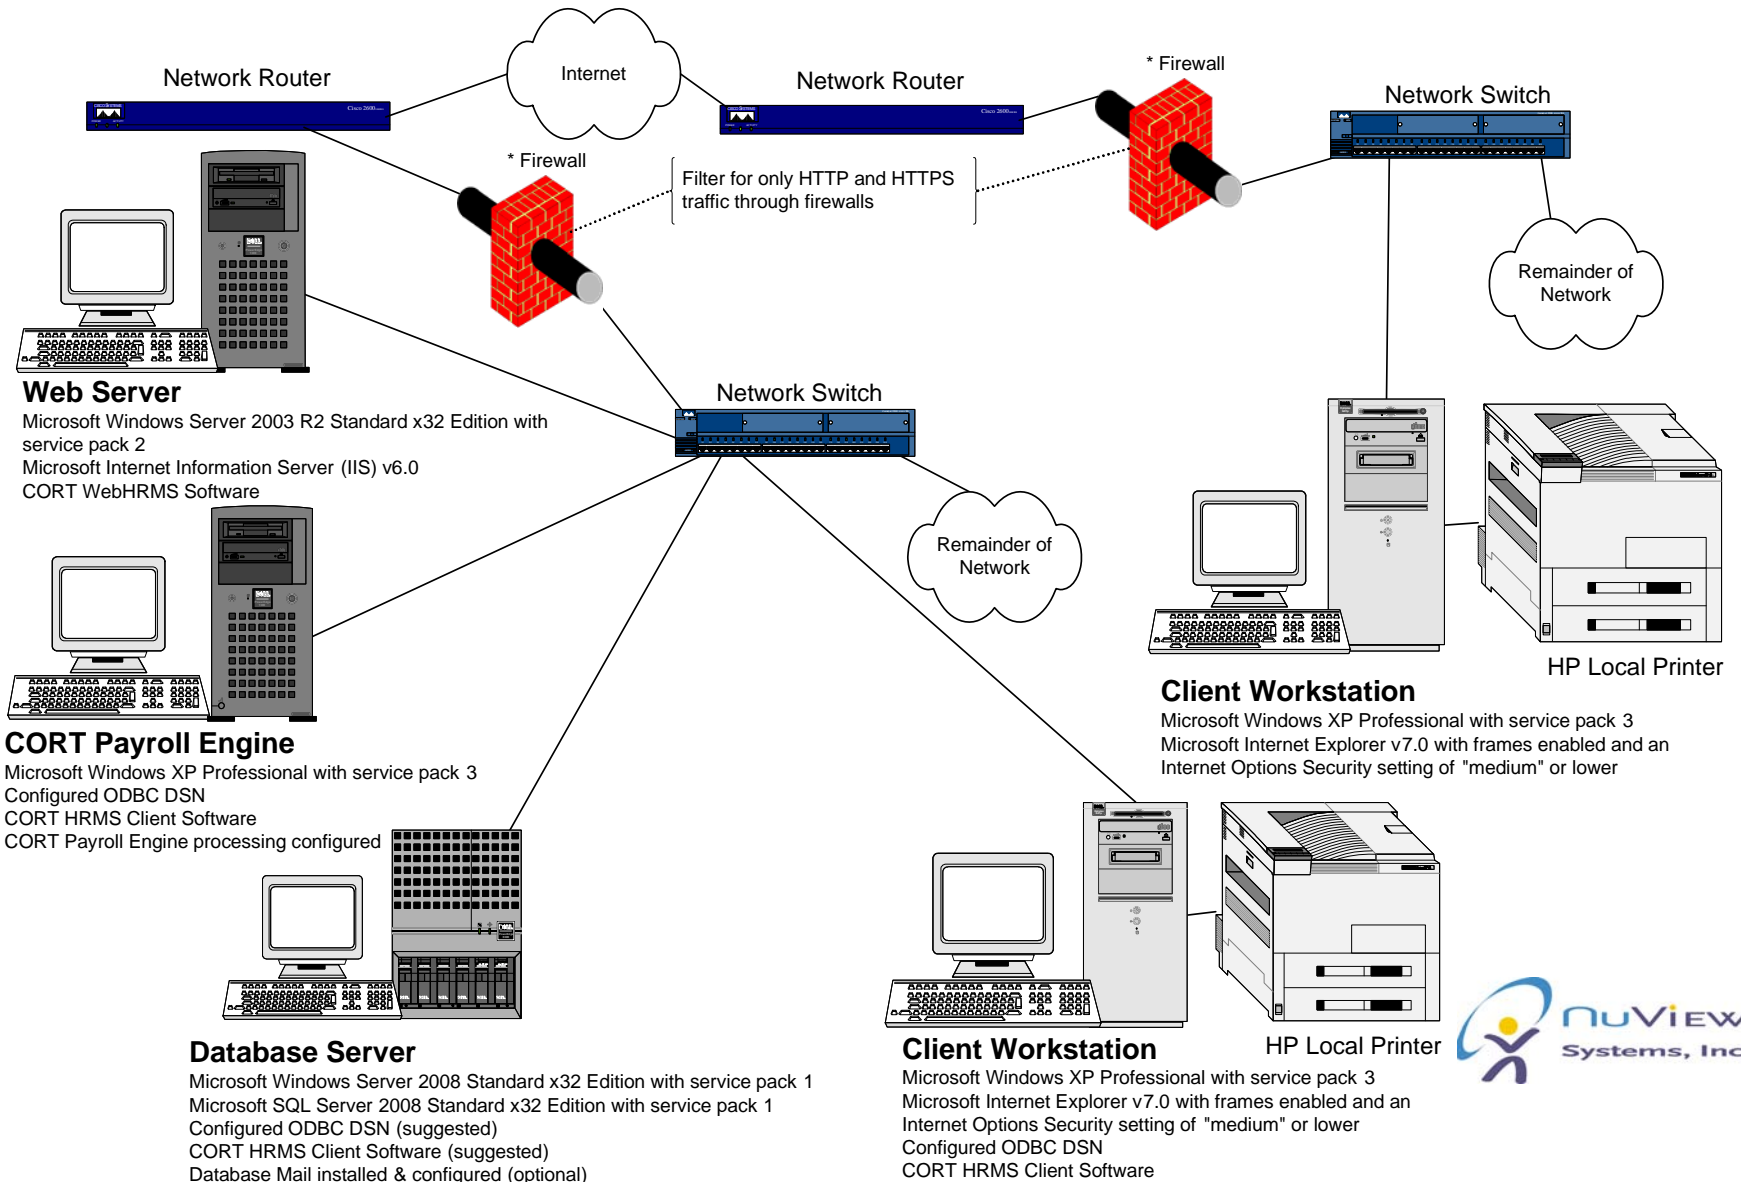 Network Router
Internet
Network Router
* Firewall
Network Switch
CISCO SYSTEMS
Cisco 2600
CISCO SYSTEMS
Cisco 2600
* Firewall
Filter for only HTTP and HTTPS
traffic through firewalls
Remainder of
Network
Web Server
Microsoft Windows Server 2003 R2 Standard x32 Edition with
service pack 2
Microsoft Internet Information Server (IIS) v6.0
CORT WebHRMS Software
Network Switch
Remainder of
Network
HP Local Printer
Client Workstation
Microsoft Windows XP Professional with service pack 3
Microsoft Internet Explorer v7.0 with frames enabled and an
Internet Options Security setting of "medium" or lower
CORT Payroll Engine
Microsoft Windows XP Professional with service pack 3
Configured ODBC DSN
CORT HRMS Client Software
CORT Payroll Engine processing configured
Database Server
Microsoft Windows Server 2008 Standard x32 Edition with service pack 1
Microsoft SQL Server 2008 Standard x32 Edition with service pack 1
Configured ODBC DSN (suggested)
CORT HRMS Client Software (suggested)
Database Mail installed & configured (optional)
HP Local Printer
Client Workstation
Microsoft Windows XP Professional with service pack 3
Microsoft Internet Explorer v7.0 with frames enabled and an
Internet Options Security setting of "medium" or lower
Configured ODBC DSN
CORT HRMS Client Software
nuView
Systems, Inc